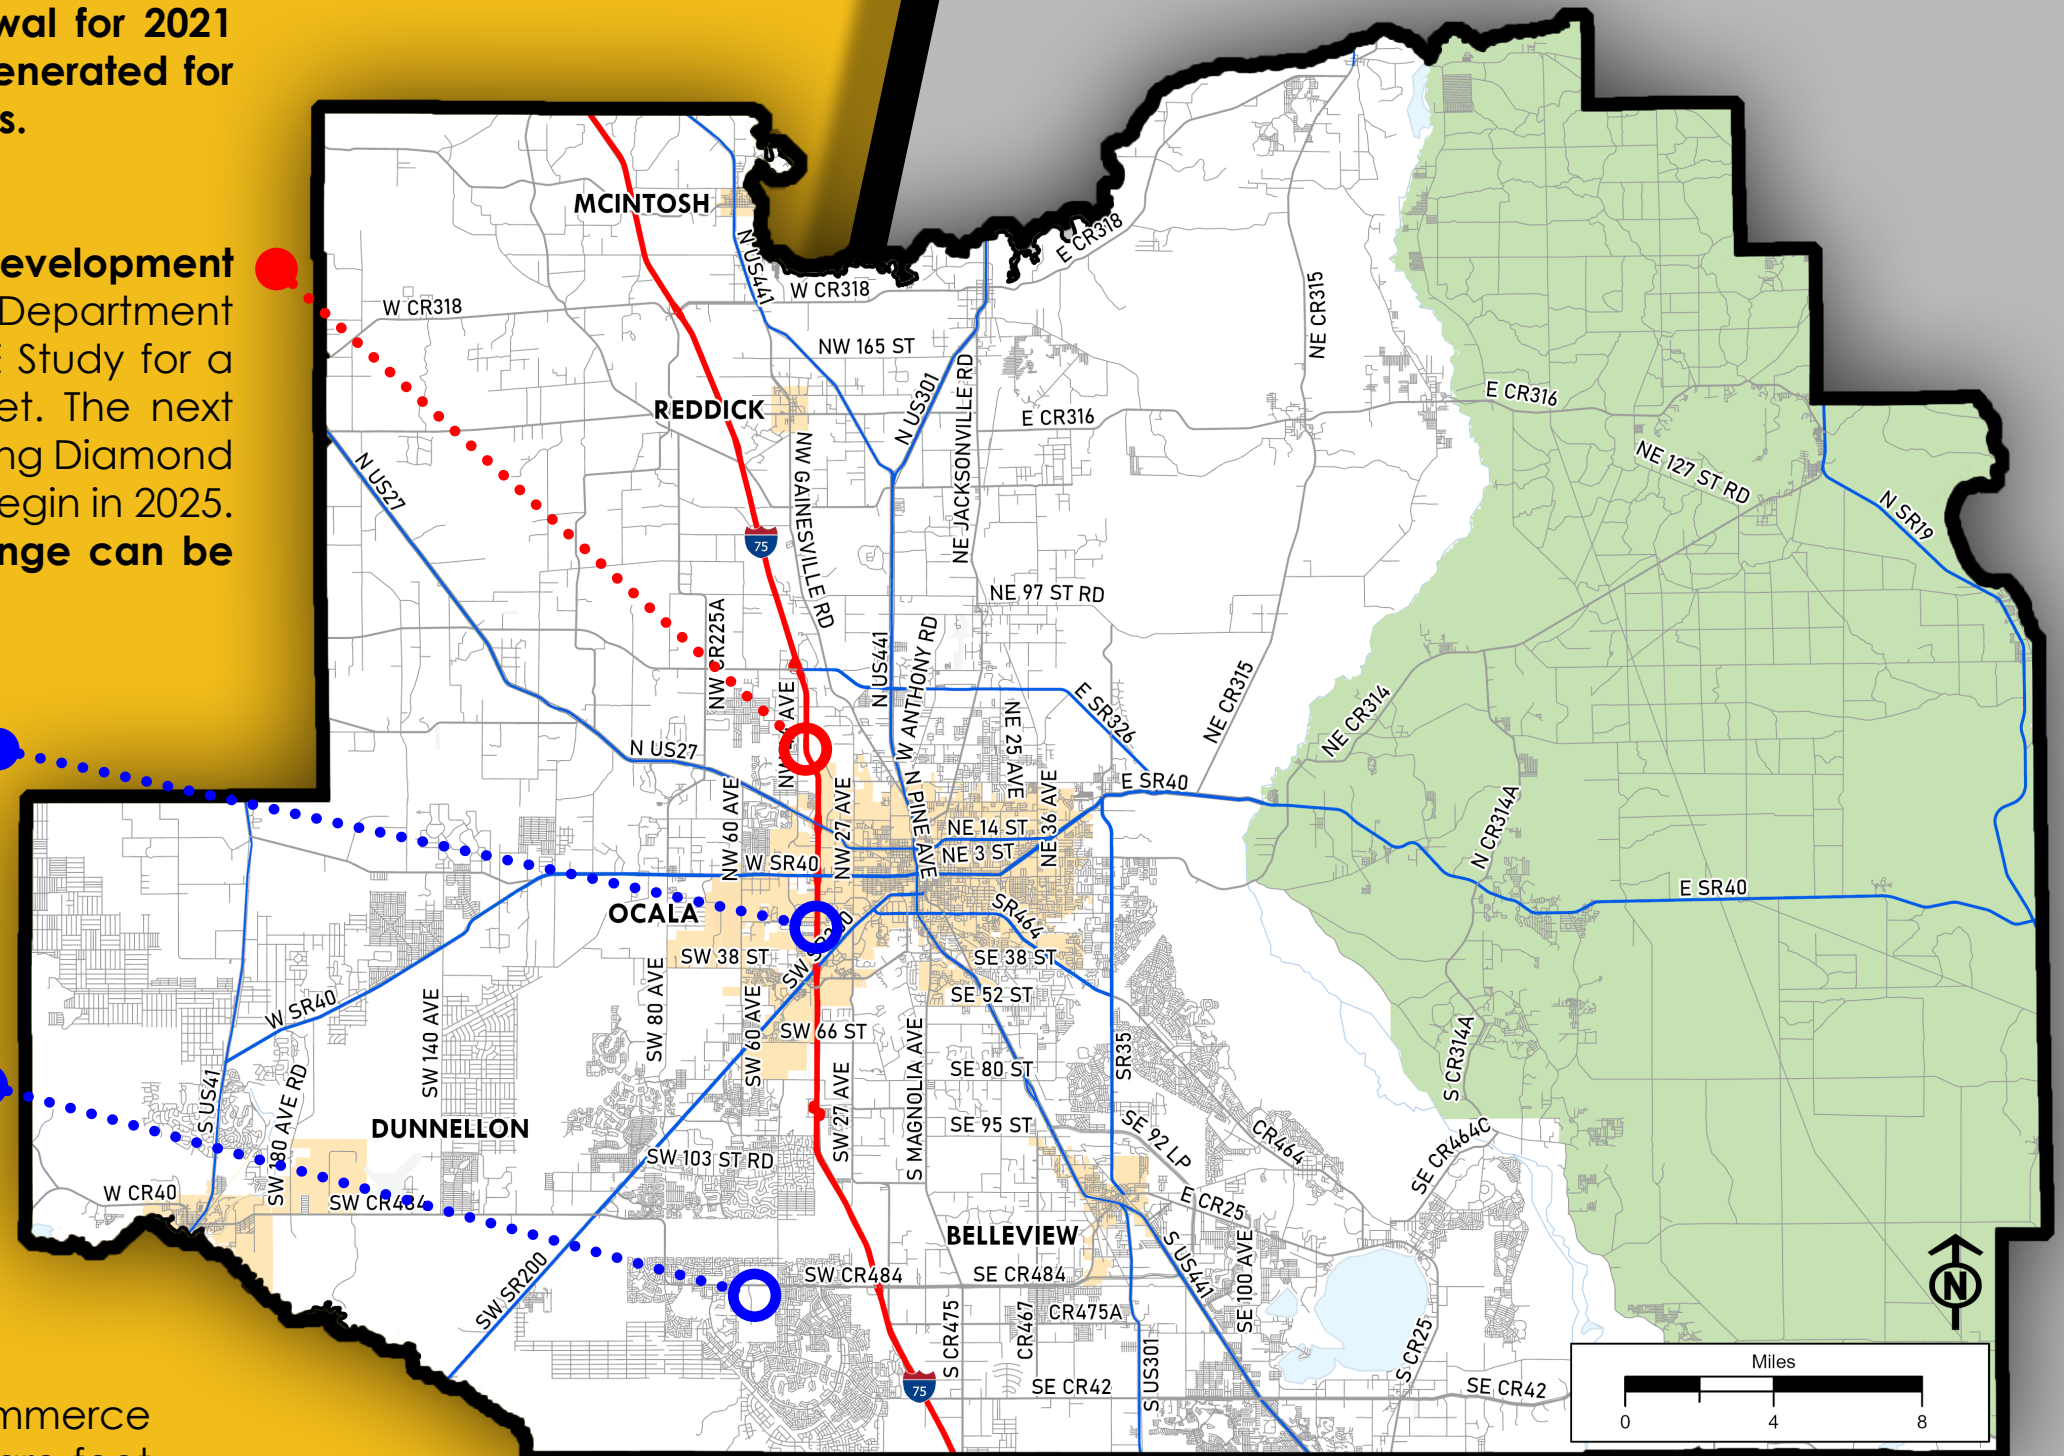 wal for 2021
enerated for
s.
evelopment
Department
E Study for a
et. The next
ng Diamond
egin in 2025.
nge can be
mmerce
MCINTOSH
N US441
E CR318
W CR318
W CR318
NE CR315
NW 165 ST
REDDICK
N US301
NE JACKSONVILLE RD
E CR316
E CR316
NE 127 ST RD
N SR19
N US27
NW GAINESVILLE RD
75
NE 97 ST RD
NW CR225A
N US441
W ANTHONY RD
AVE
NE 25 AVE
E SR326
NE CR315
NE CR314
N US27
NW 60 AVE
NW 27 AVE
N PINE AVE
NE 36 AVE
E SR40
N CR314A
NE 14 ST
NE 3 ST
W SR40
E SR40
OCALA
SR464
SW 38 ST
SE 38 ST
SW 80 AVE
SW 60 AVE
SE 52 ST
W SR40
SW 140 AVE
SW 66 ST
S MAGNOLIA AVE
SR35
S CR314A
SE 80 ST
S US41
SW 180 AVE RD
SW 27 AVE
DUNNELLON
SE 95 ST
SE 92 LP
CR464
SE CR464C
SW 103 ST RD
W CR40
SW CR484
E CR25
BELLEVIEW
S US441
SE 100 AVE
SW SR200
SW CR484
SE CR484
CR475A
S CR475
CR467
S US301
S CR25
75
SE CR42
SE CR42
N
Miles
0 4 8